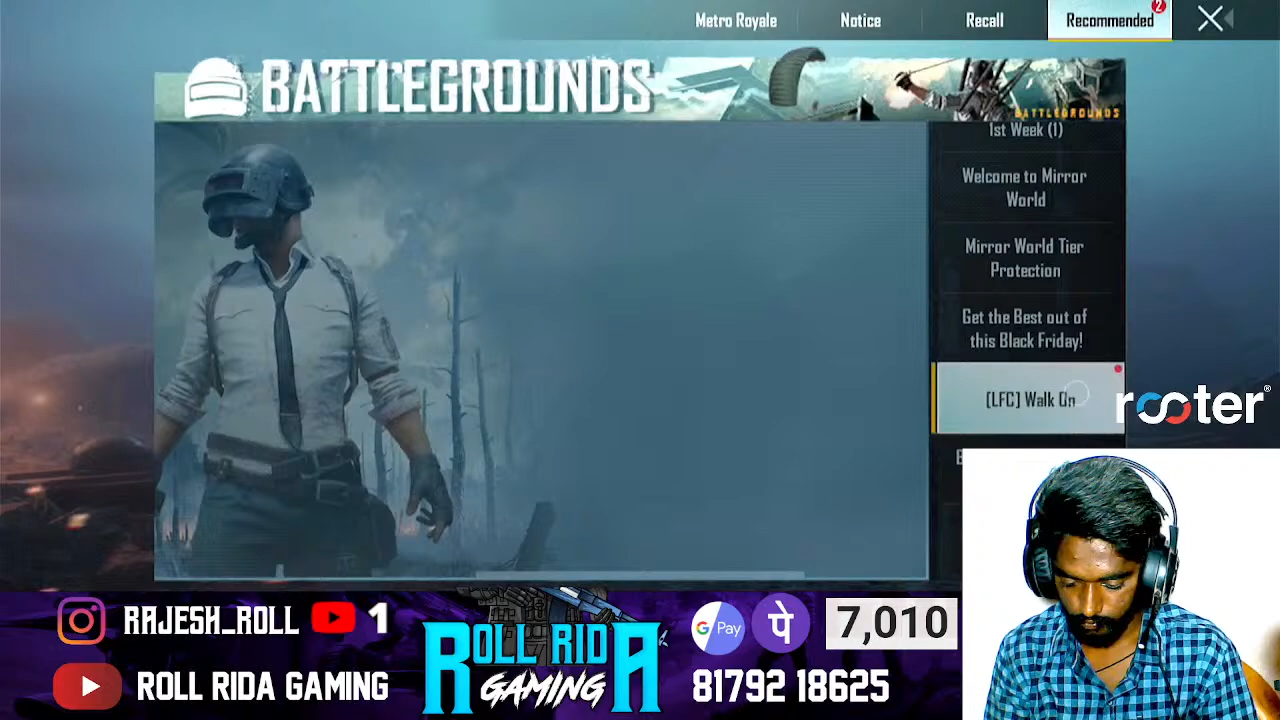 Metro Royale
Notice
Recall
Recommended
2
BATTLEGROUNDS
BATTLEGROUNDS
1st Week (1)
Welcome to Mirror
World
Mirror World Tier
Protection
Get the Best out of
this Black Friday!
[LFC] Walk On
rooter®
RAJESH_ROLL
1
ROLL RIDA GAMING
ROLL RIDA
GAMING
G Pay
पे
7,010
81792 18625